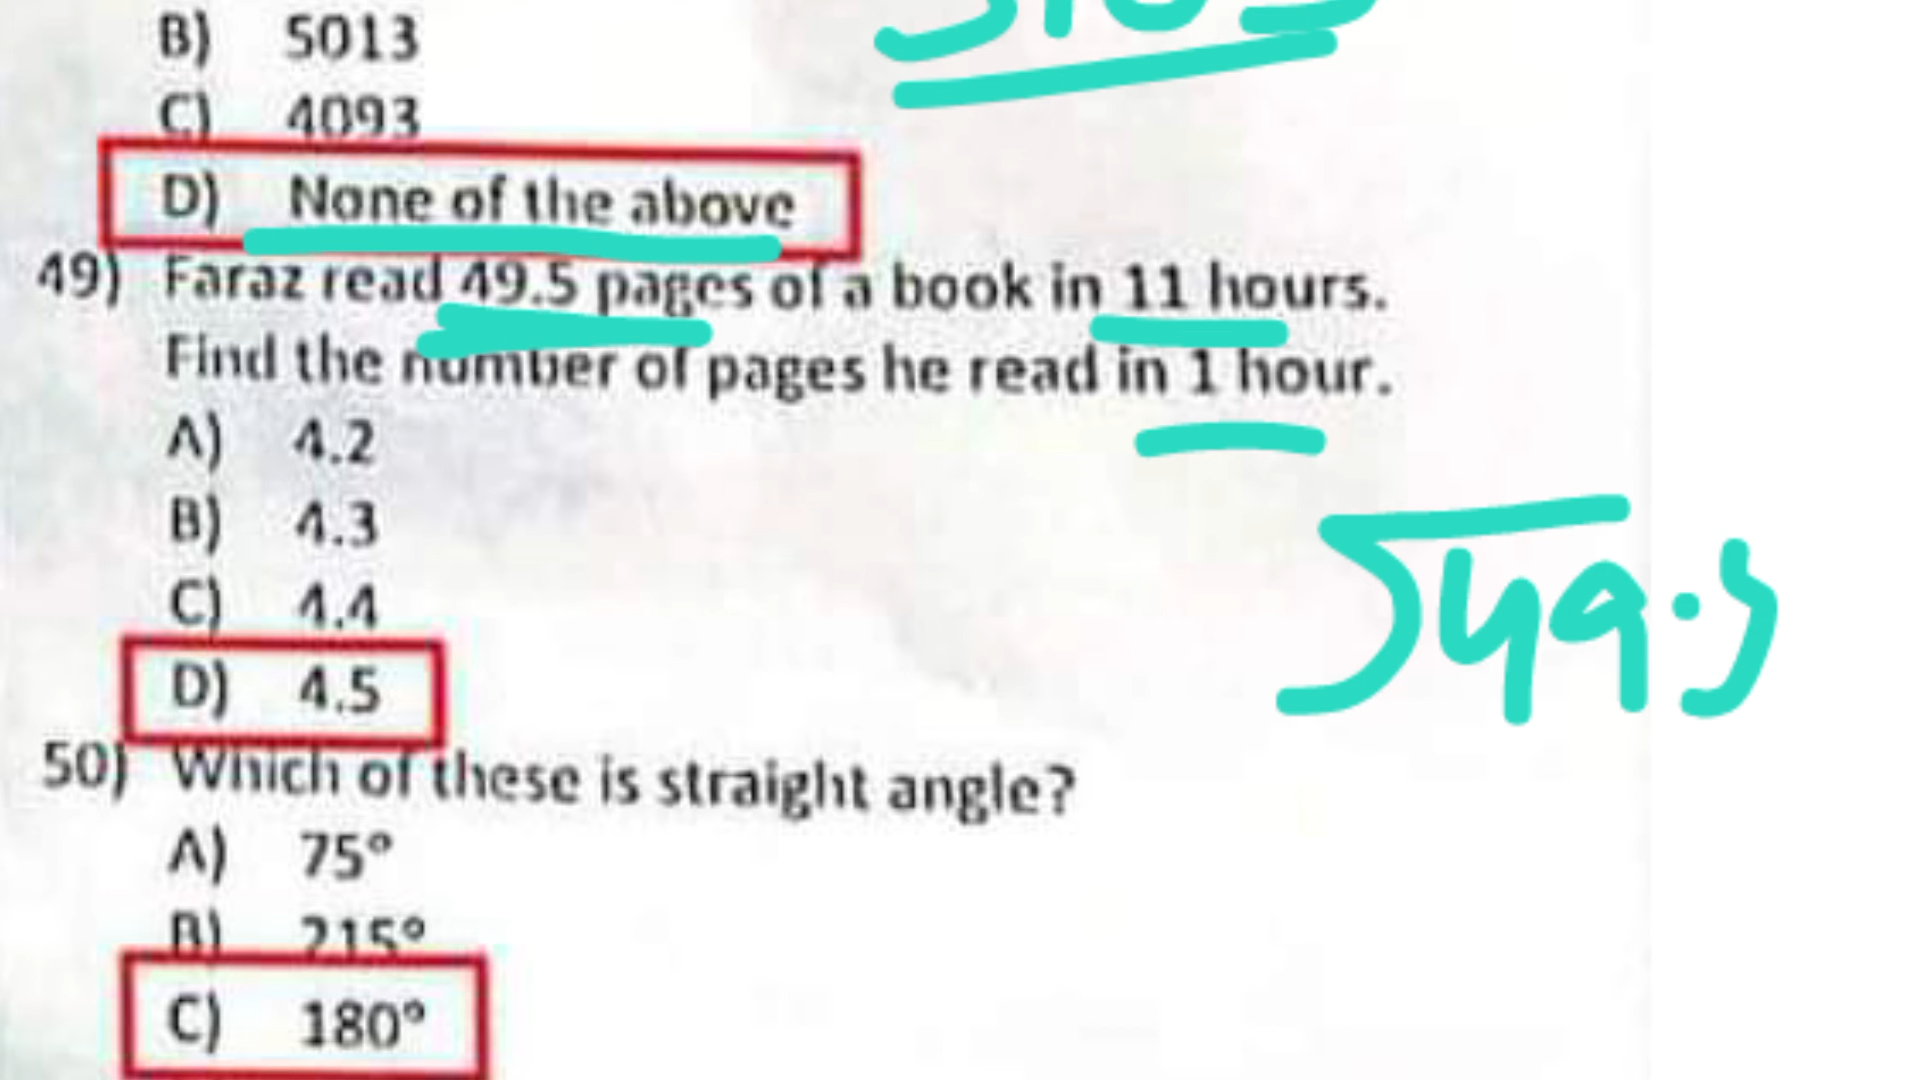 B) 5013
C) 4093
D) None of the above
49) Faraz read 49.5 pages of a book in 11 hours.
Find the number of pages he read in 1 hour.
A) 4.2
B) 4.3
C) 4.4
D) 4.5
49.5
50) Which of these is straight angle?
A) 75°
B) 215°
C) 180°